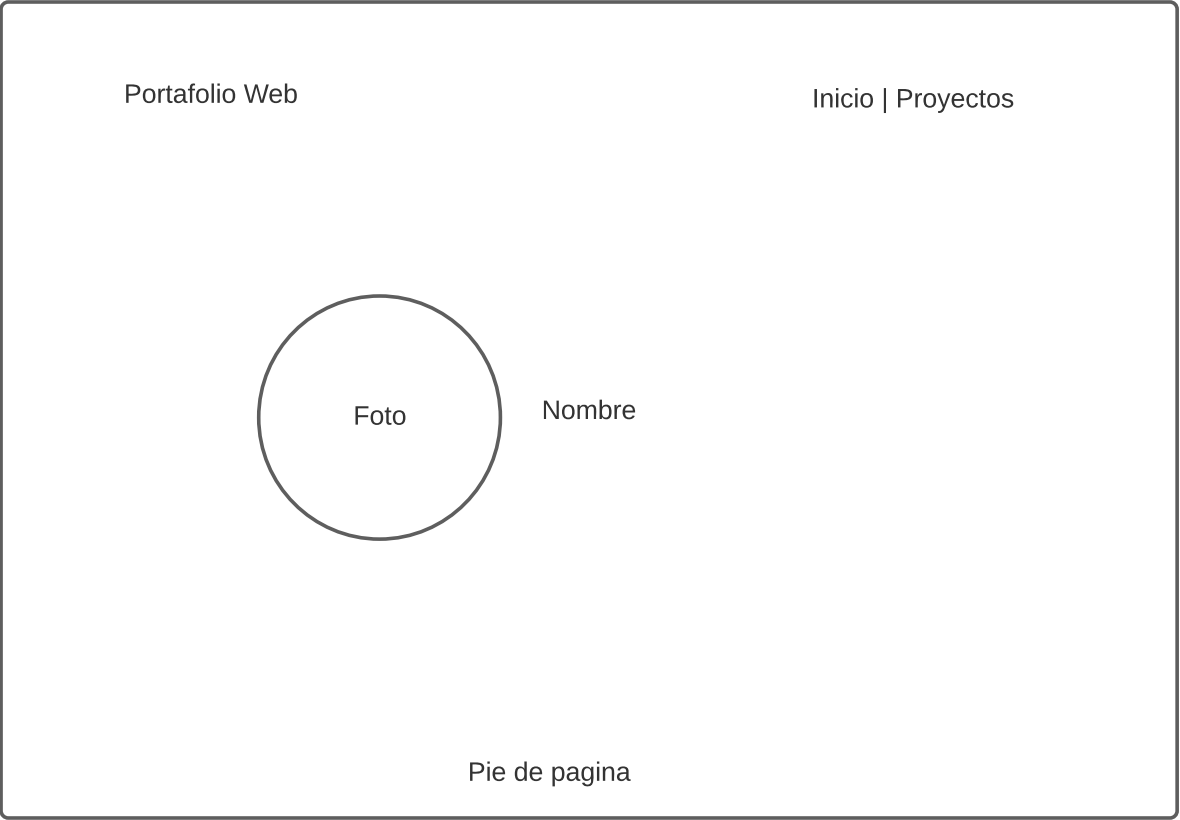 Portafolio Web
Inicio | Proyectos
Foto
Nombre
Pie de pagina